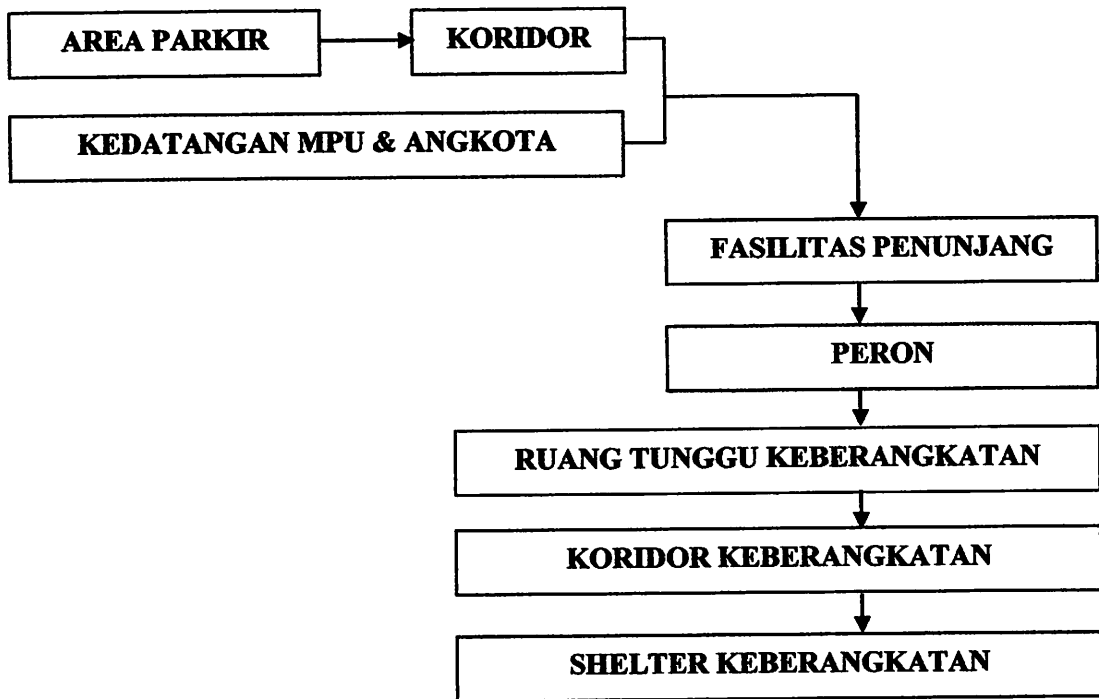 AREA PARKIR
KORIDOR
KEDATANGAN MPU & ANGKOTA
FASILITAS PENUNJANG
PERON
RUANG TUNGGU KEBERANGKATAN
KORIDOR KEBERANGKATAN
SHELTER KEBERANGKATAN